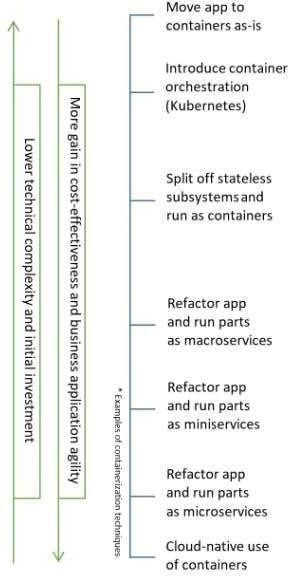 Move app to
containers as-is
Introduce container
orchestration
(Kubernetes)
Split off stateless
subsystems and
run as containers
Refactor app
and run parts
as macroservices
Refactor app
and run parts
as miniservices
Refactor app
and run parts
as microservices
Cloud-native use
of containers
Lower technical complexity and initial investment
More gain in cost-effectiveness and business application agility
* Examples of containerization techniques